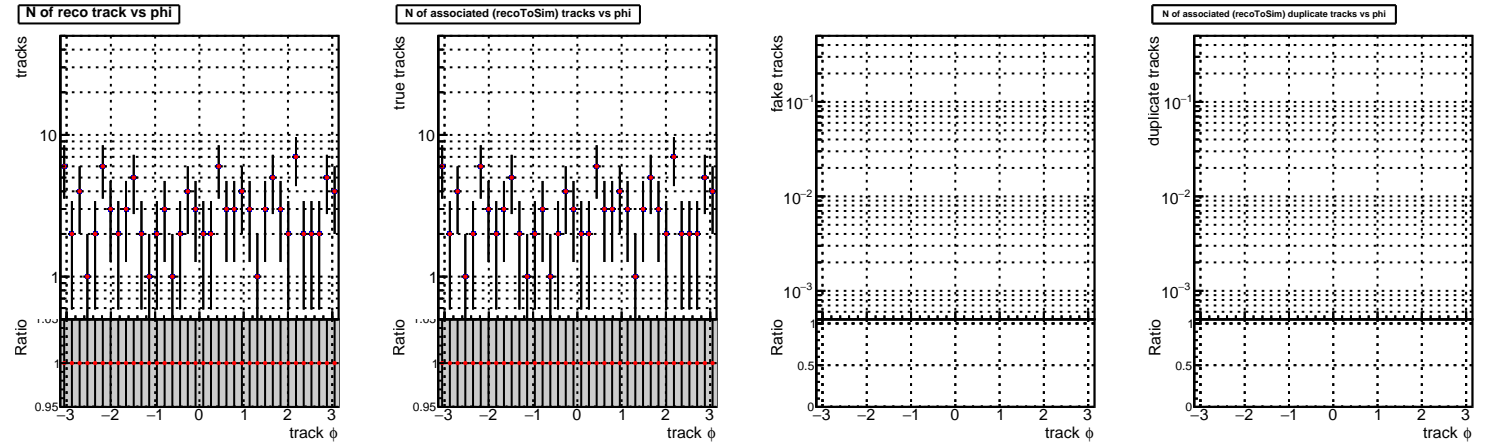 N of reco track vs phi
tracks
10
1
Ratio
1.05
1
0.95
−3 −2 −1 0 1 2 3
track ϕ
N of associated (recoToSim) tracks vs phi
true tracks
10
1
Ratio
1.05
1
0.95
−3 −2 −1 0 1 2 3
track ϕ
fake tracks
10−1
10−2
10−3
Ratio
1
0.5
0
−3 −2 −1 0 1 2 3
track ϕ
N of associated (recoToSim) duplicate tracks vs phi
duplicate tracks
10−1
10−2
10−3
Ratio
1
0.5
0
−3 −2 −1 0 1 2 3
track ϕ